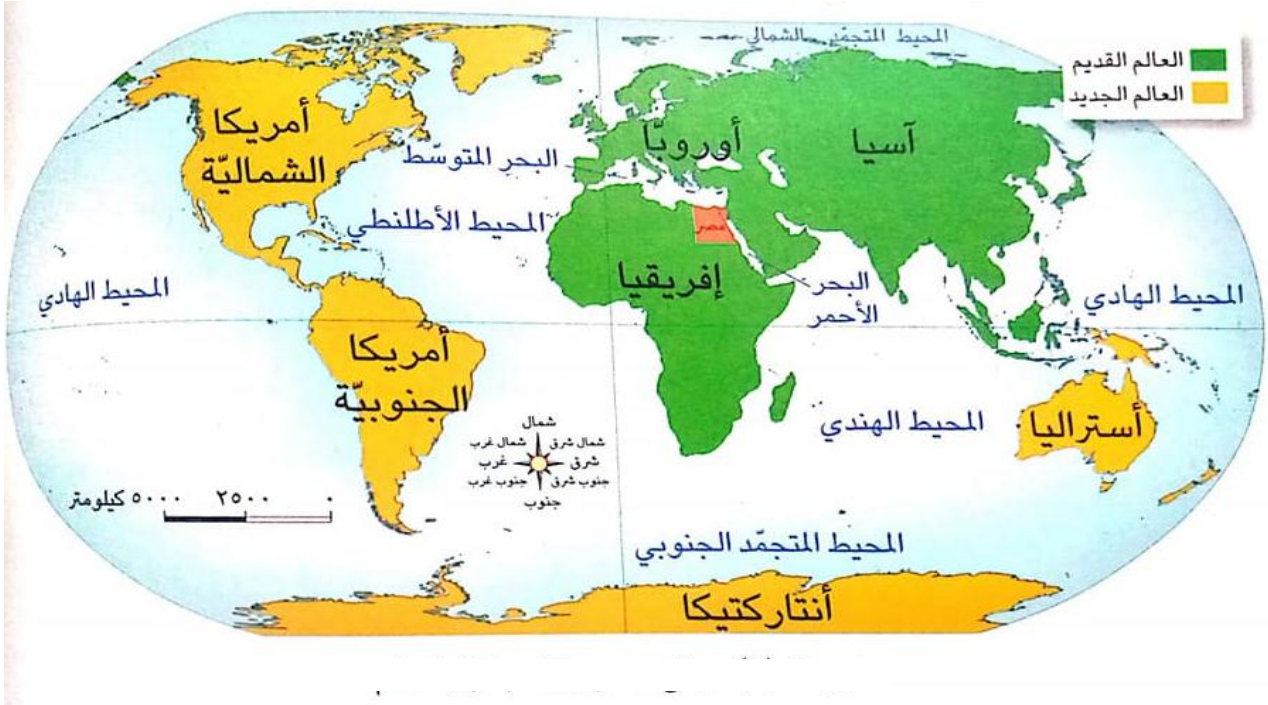 المحيط المتجمّد الشمالي
العالم القديم
العالم الجديد
أمريكا
الشماليّة
أوروبّا
آسيا
البحر المتوسّط
المحيط الأطلنطي
مصر
إفريقيا
البحر
الأحمر
المحيط الهادي
المحيط الهادي
أمريكا
الجنوبيّة
المحيط الهندي
أستراليا
شمال
شمال غرب
شمال شرق
غرب
شرق
جنوب غرب
جنوب شرق
جنوب
٥٠٠٠ كيلومتر
٢٥٠٠
٠
المحيط المتجمّد الجنوبي
أنتاركتيكا